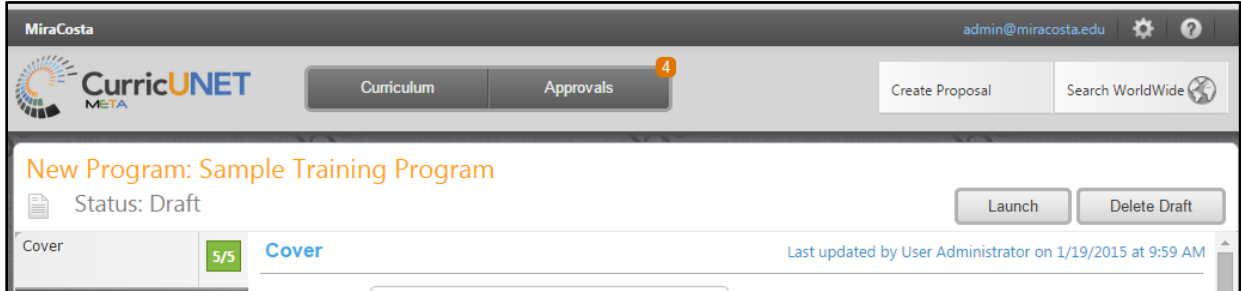 MiraCosta admin@miracosta.edu ?
CurricUNET
META
Curriculum Approvals 4
Create Proposal Search WorldWide
New Program: Sample Training Program
Status: Draft
Launch Delete Draft
Cover 5/5
Cover Last updated by User Administrator on 1/19/2015 at 9:59 AM